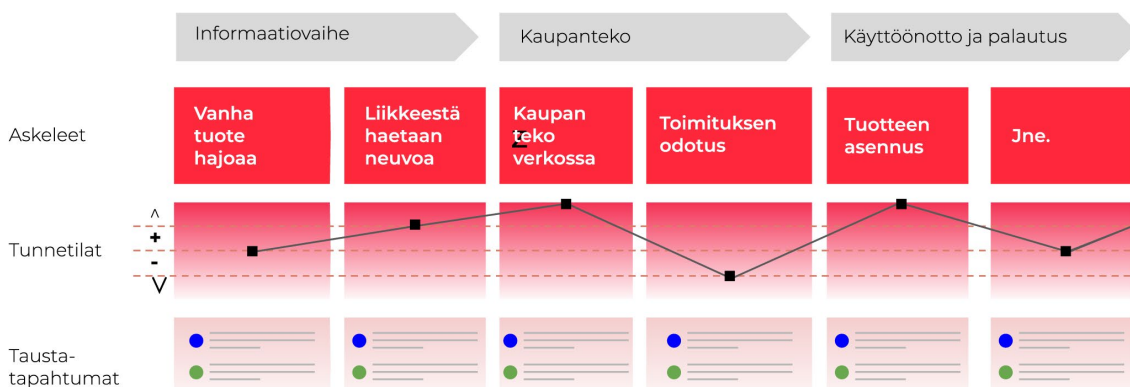 Informaatiovaihe
Kaupanteko
Käyttöönotto ja palautus
Askeleet
Vanha
tuote
hajoaa
Liikkeestä
haetaan
neuvoa
Kaupan
teko
verkossa
Toimituksen
odotus
Tuotteen
asennus
Jne.
Tunnetilat
^
+
-
V
Tausta-
tapahtumat